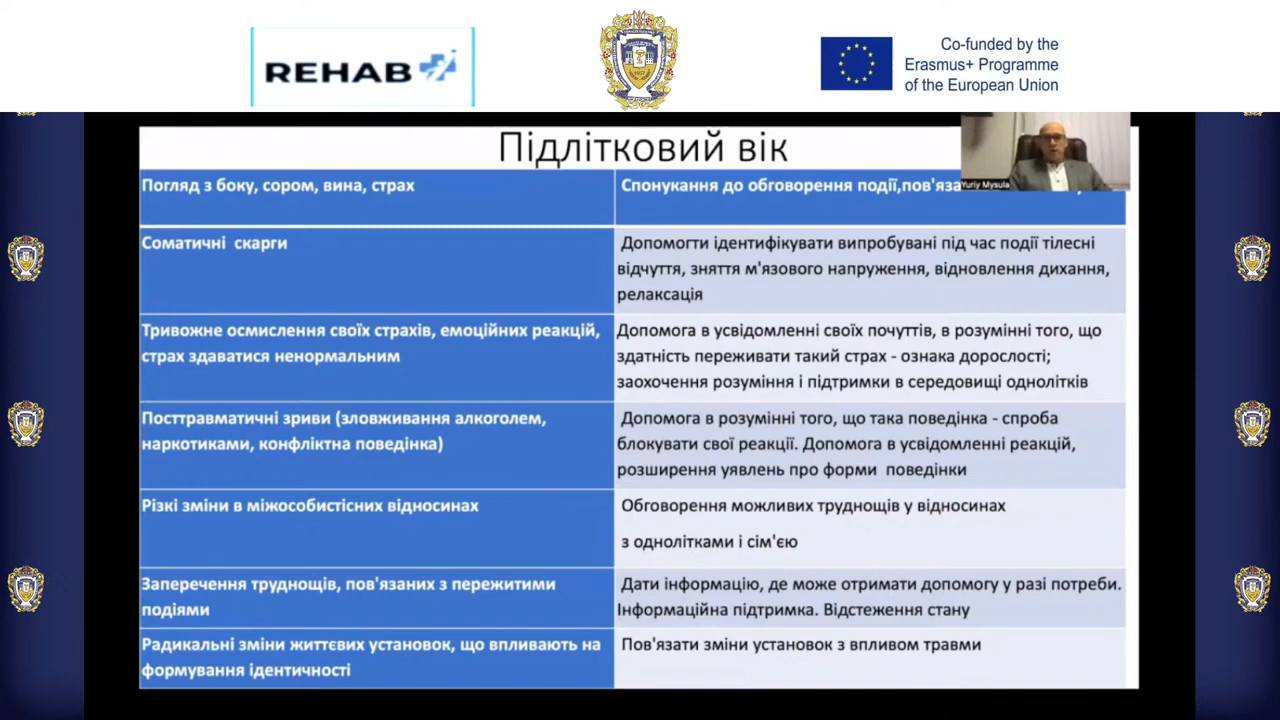 REHAB
Co-funded by the
Erasmus+ Programme
of the European Union
Підлітковий вік
Yuriy Mysula
Погляд з боку, сором, вина, страх
Спонукання до обговорення події,
Соматичні скарги
Допомогти ідентифікувати випробувані під час події тілесні
відчуття, зняття м'язового напруження, відновлення дихання,
релаксація
Тривожне осмислення своїх страхів, емоційних реакцій,
страх здаватися ненормальним
Допомога в усвідомленні своїх почуттів, в розумінні того, що
здатність переживати такий страх - ознака дорослості;
заохочення розуміння і підтримки в середовищі однолітків
Посттравматичні зриви (зловживання алкоголем,
наркотиками, конфліктна поведінка)
Допомога в розумінні того, що така поведінка - спроба
блокувати свої реакції. Допомога в усвідомленні реакцій,
розширення уявлень про форми поведінки
Різкі зміни в міжособистісних відносинах
Обговорення можливих труднощів у відносинах
з однолітками і сім'єю
Заперечення труднощів, пов'язаних з пережитими
подіями
Дати інформацію, де може отримати допомогу у разі потреби.
Інформаційна підтримка. Відстеження стану
Радикальні зміни життєвих установок, що впливають на
формування ідентичності
Пов'язати зміни установок з впливом травми